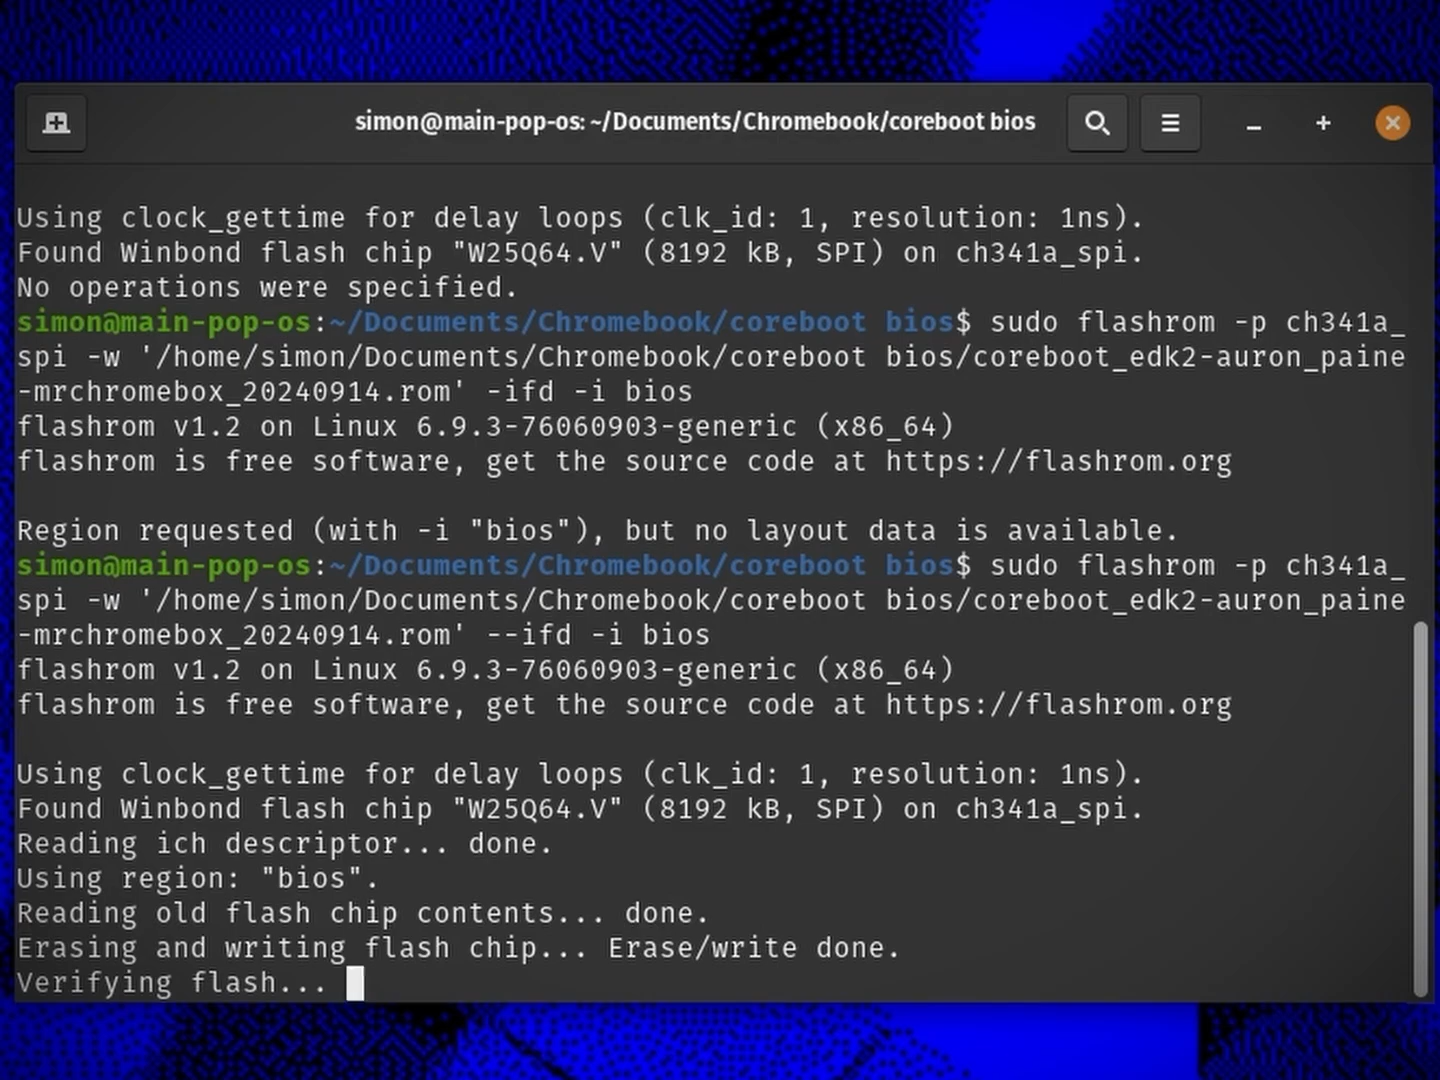 simon@main-pop-os: ~/Documents/Chromebook/coreboot bios
Using clock_gettime for delay loops (clk_id: 1, resolution: 1ns).
Found Winbond flash chip "W25Q64.V" (8192 kB, SPI) on ch341a_spi.
No operations were specified.
simon@main-pop-os:~/Documents/Chromebook/coreboot bios$ sudo flashrom -p ch341a_
spi -w '/home/simon/Documents/Chromebook/coreboot bios/coreboot_edk2-auron_paine
-mrchromebox_20240914.rom' -ifd -i bios
flashrom v1.2 on Linux 6.9.3-76060903-generic (x86_64)
flashrom is free software, get the source code at https://flashrom.org
Region requested (with -i "bios"), but no layout data is available.
simon@main-pop-os:~/Documents/Chromebook/coreboot bios$ sudo flashrom -p ch341a_
spi -w '/home/simon/Documents/Chromebook/coreboot bios/coreboot_edk2-auron_paine
-mrchromebox_20240914.rom' --ifd -i bios
flashrom v1.2 on Linux 6.9.3-76060903-generic (x86_64)
flashrom is free software, get the source code at https://flashrom.org
Using clock_gettime for delay loops (clk_id: 1, resolution: 1ns).
Found Winbond flash chip "W25Q64.V" (8192 kB, SPI) on ch341a_spi.
Reading ich descriptor... done.
Using region: "bios".
Reading old flash chip contents... done.
Erasing and writing flash chip... Erase/write done.
Verifying flash...